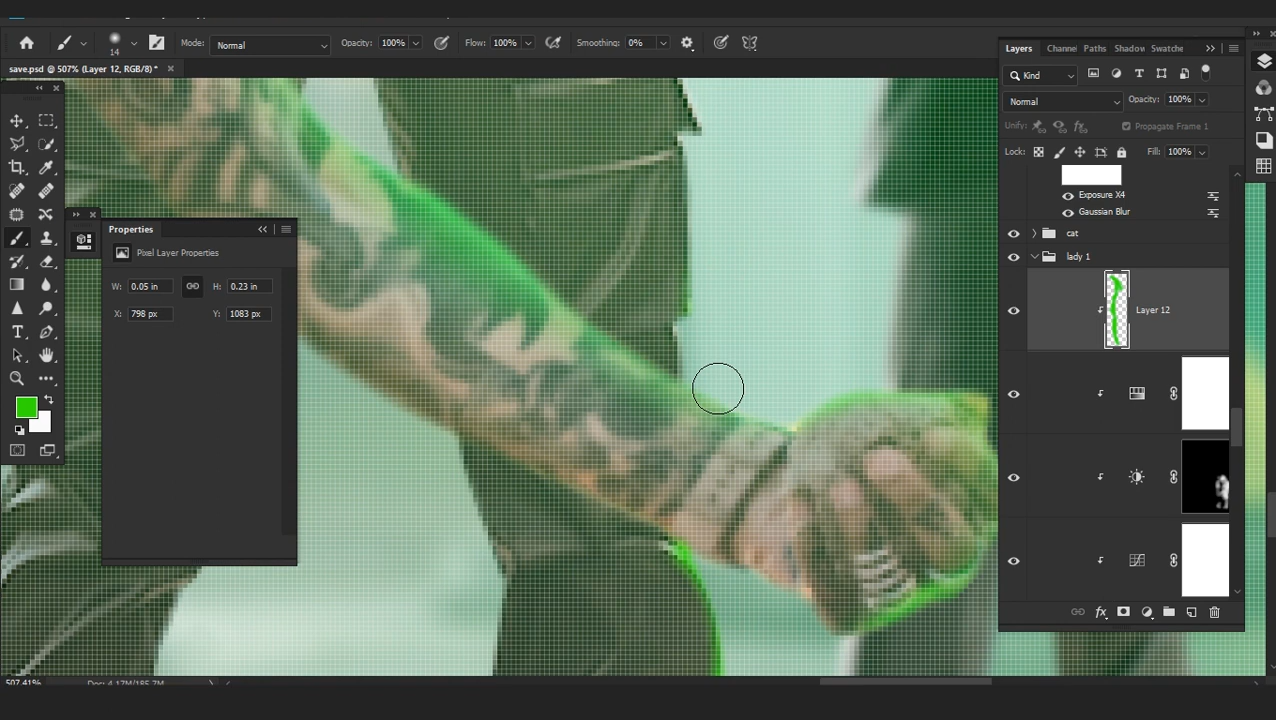 14
Mode:
Normal
Opacity:
100%
Flow:
100%
Smoothing:
0%
save.psd @ 507% (Layer 12, RGB/8) *
Layers
Channel
Paths
Shadow
Swatche
Kind
Normal
Opacity:
100%
Unify:
Propagate Frame 1
Lock:
Fill:
100%
Exposure X4
Gaussian Blur
cat
lady 1
Layer 12
Properties
Pixel Layer Properties
W:
0.05 in
H:
0.23 in
X:
798 px
Y:
1083 px
507.41%
Doc: 4.17M/185.7M